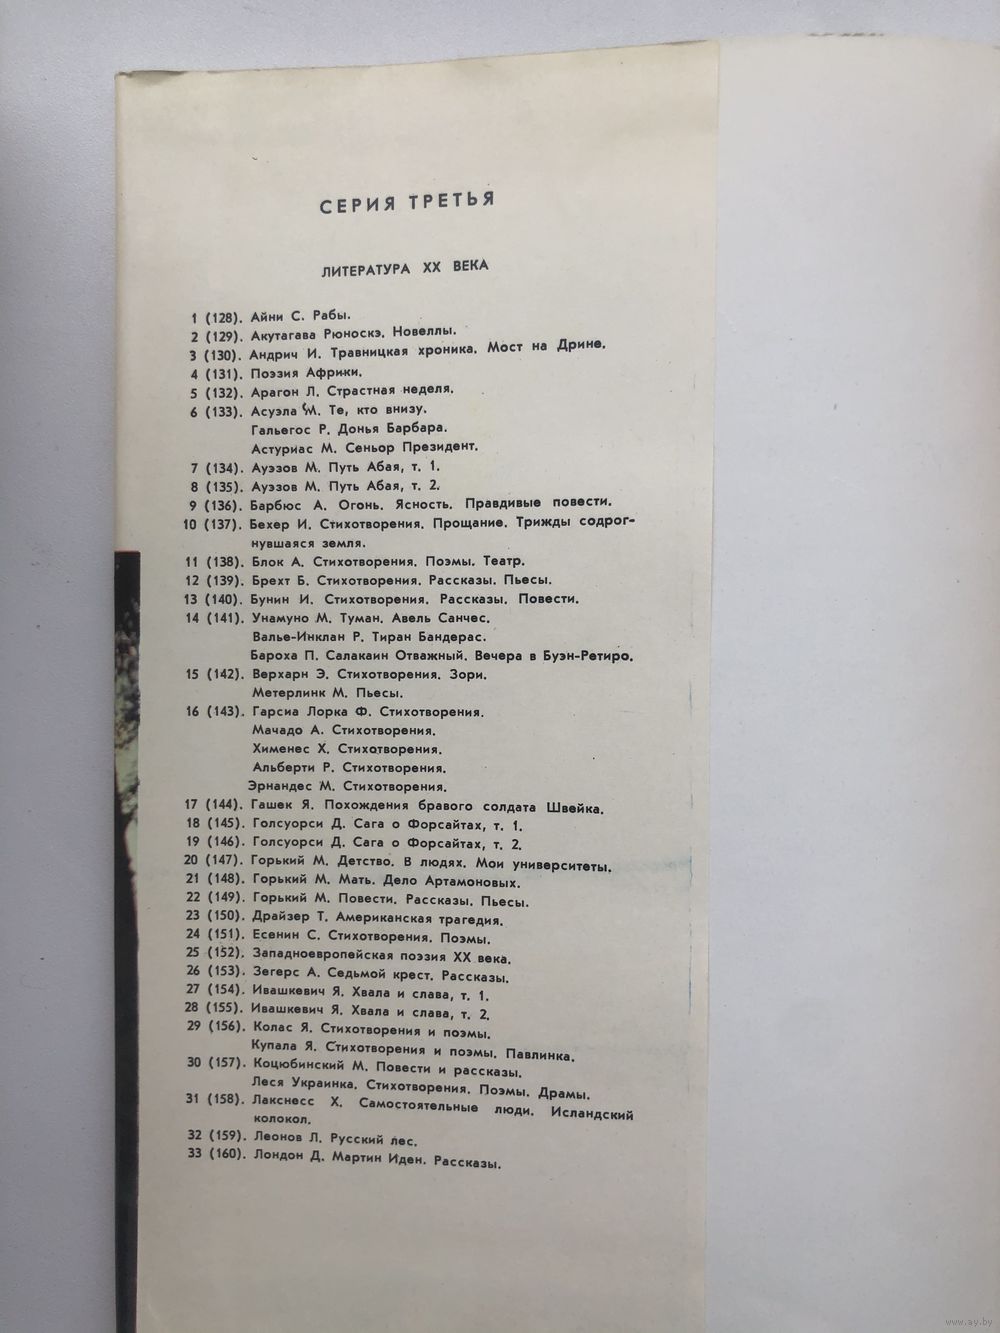 СЕРИЯ ТРЕТЬЯ
ЛИТЕРАТУРА XX ВЕКА
1 (128). Айни С. Рабы.
2 (129). Акутагава Рюноскэ. Новеллы.
3 (130). Андрич И. Травницкая хроника. Мост на Дрине.
4 (131). Поэзия Африки.
5 (132). Арагон Л. Страстная неделя.
6 (133). Асуэла М. Те, кто внизу.
Гальегос Р. Донья Барбара.
Астуриас М. Сеньор Президент.
7 (134). Ауэзов М. Путь Абая, т. 1.
8 (135). Ауэзов М. Путь Абая, т. 2.
9 (136). Барбюс А. Огонь. Ясность. Правдивые повести.
10 (137). Бехер И. Стихотворения. Прощание. Трижды содрог-
нувшаяся земля.
11 (138). Блок А. Стихотворения. Поэмы. Театр.
12 (139). Брехт Б. Стихотворения. Рассказы. Пьесы.
13 (140). Бунин И. Стихотворения. Рассказы. Повести.
14 (141). Унамуно М. Туман. Авель Санчес.
Валье-Инклан Р. Тиран Бандерас.
Бароха П. Салакаин Отважный. Вечера в Буэн-Ретиро.
15 (142). Верхарн Э. Стихотворения. Зори.
Метерлинк М. Пьесы.
16 (143). Гарсиа Лорка Ф. Стихотворения.
Мачадо А. Стихотворения.
Хименес Х. Стихотворения.
Альберти Р. Стихотворения.
Эрнандес М. Стихотворения.
17 (144). Гашек Я. Похождения бравого солдата Швейка.
18 (145). Голсуорси Д. Сага о Форсайтах, т. 1.
19 (146). Голсуорси Д. Сага о Форсайтах, т. 2.
20 (147). Горький М. Детство. В людях. Мои университеты.
21 (148). Горький М. Мать. Дело Артамоновых.
22 (149). Горький М. Повести. Рассказы. Пьесы.
23 (150). Драйзер Т. Американская трагедия.
24 (151). Есенин С. Стихотворения. Поэмы.
25 (152). Западноевропейская поэзия XX века.
26 (153). Зегерс А. Седьмой крест. Рассказы.
27 (154). Ивашкевич Я. Хвала и слава, т. 1.
28 (155). Ивашкевич Я. Хвала и слава, т. 2.
29 (156). Колас Я. Стихотворения и поэмы.
Купала Я. Стихотворения и поэмы. Павлинка.
30 (157). Коцюбинский М. Повести и рассказы.
Леся Украинка. Стихотворения. Поэмы. Драмы.
31 (158). Лакснесс Х. Самостоятельные люди. Исландский
колокол.
32 (159). Леонов Л. Русский лес.
33 (160). Лондон Д. Мартин Иден. Рассказы.
www.ay.by